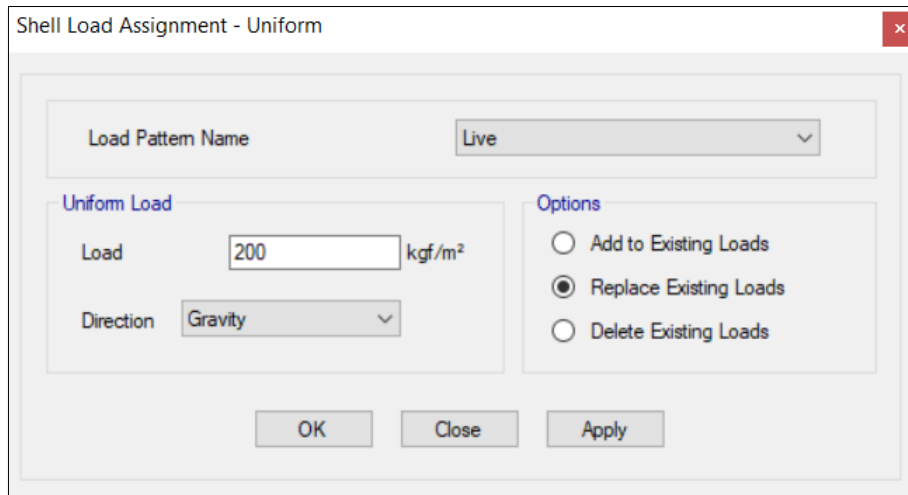 Shell Load Assignment - Uniform
Load Pattern Name Live
Uniform Load
Load 200 kgf/m²
Direction Gravity
Options
Add to Existing Loads
Replace Existing Loads
Delete Existing Loads
OK Close Apply